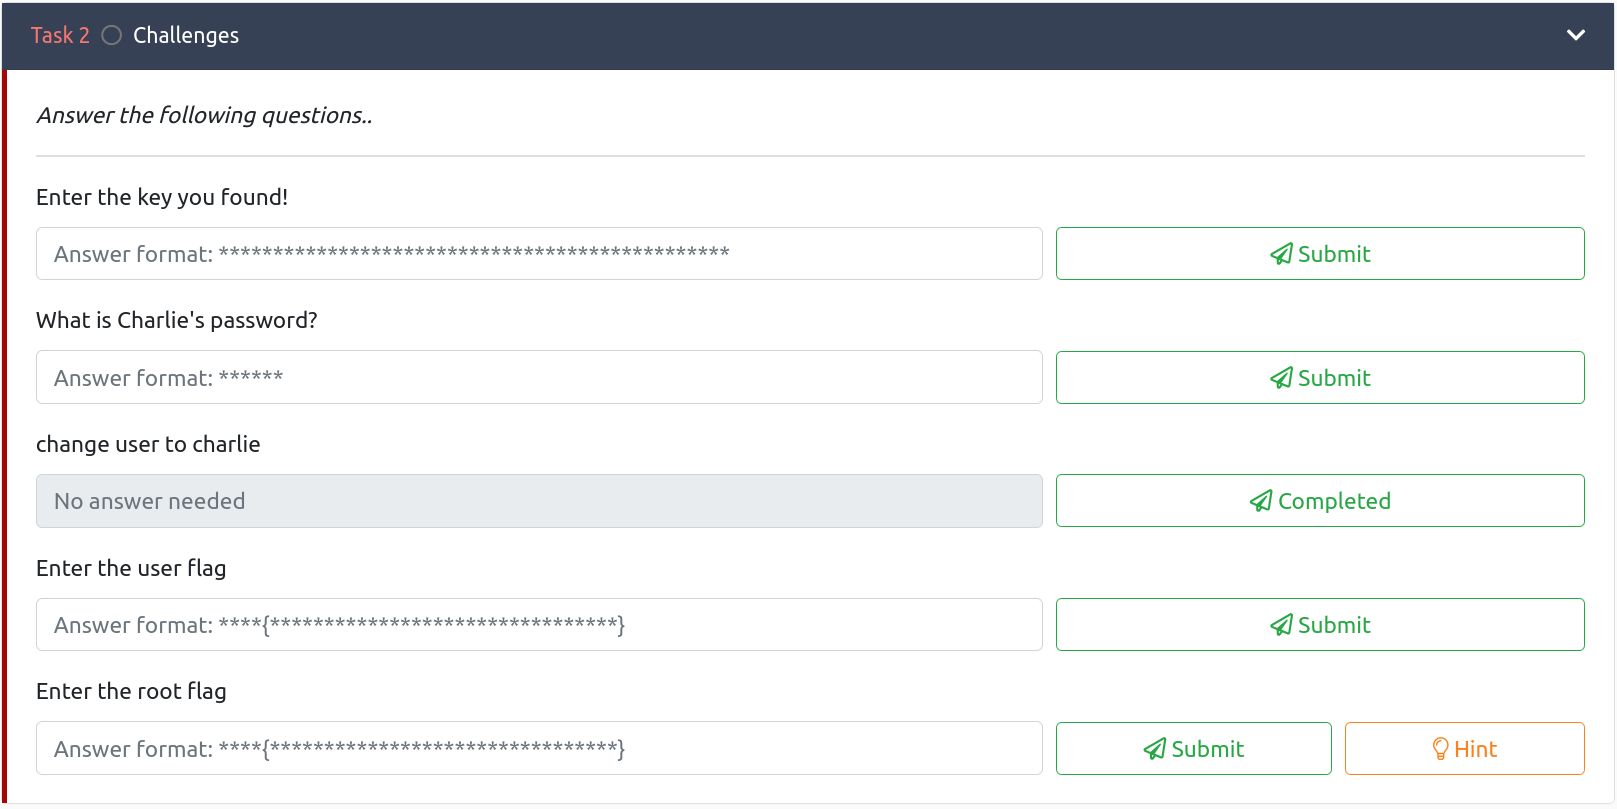 Task 2 Challenges
Answer the following questions..
Enter the key you found!
Answer format: ***********************************************
Submit
What is Charlie's password?
Answer format: ******
Submit
change user to charlie
No answer needed
Completed
Enter the user flag
Answer format: ****{********************************}
Submit
Enter the root flag
Answer format: ****{********************************}
Submit
Hint